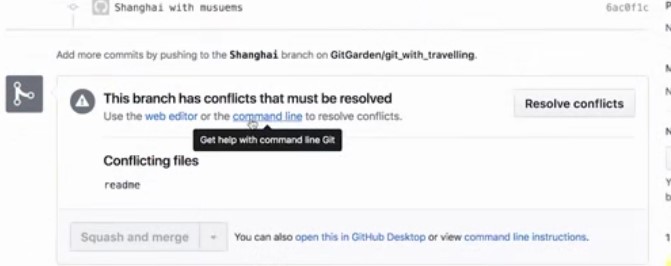 Shanghai with musuems 6ac0f1c
Add more commits by pushing to the Shanghai branch on GitGarden/git_with_travelling.
This branch has conflicts that must be resolved
Resolve conflicts
Use the web editor or the command line to resolve conflicts.
Get help with command line Git
Conflicting files
readme
Squash and merge
You can also open this in GitHub Desktop or view command line instructions.